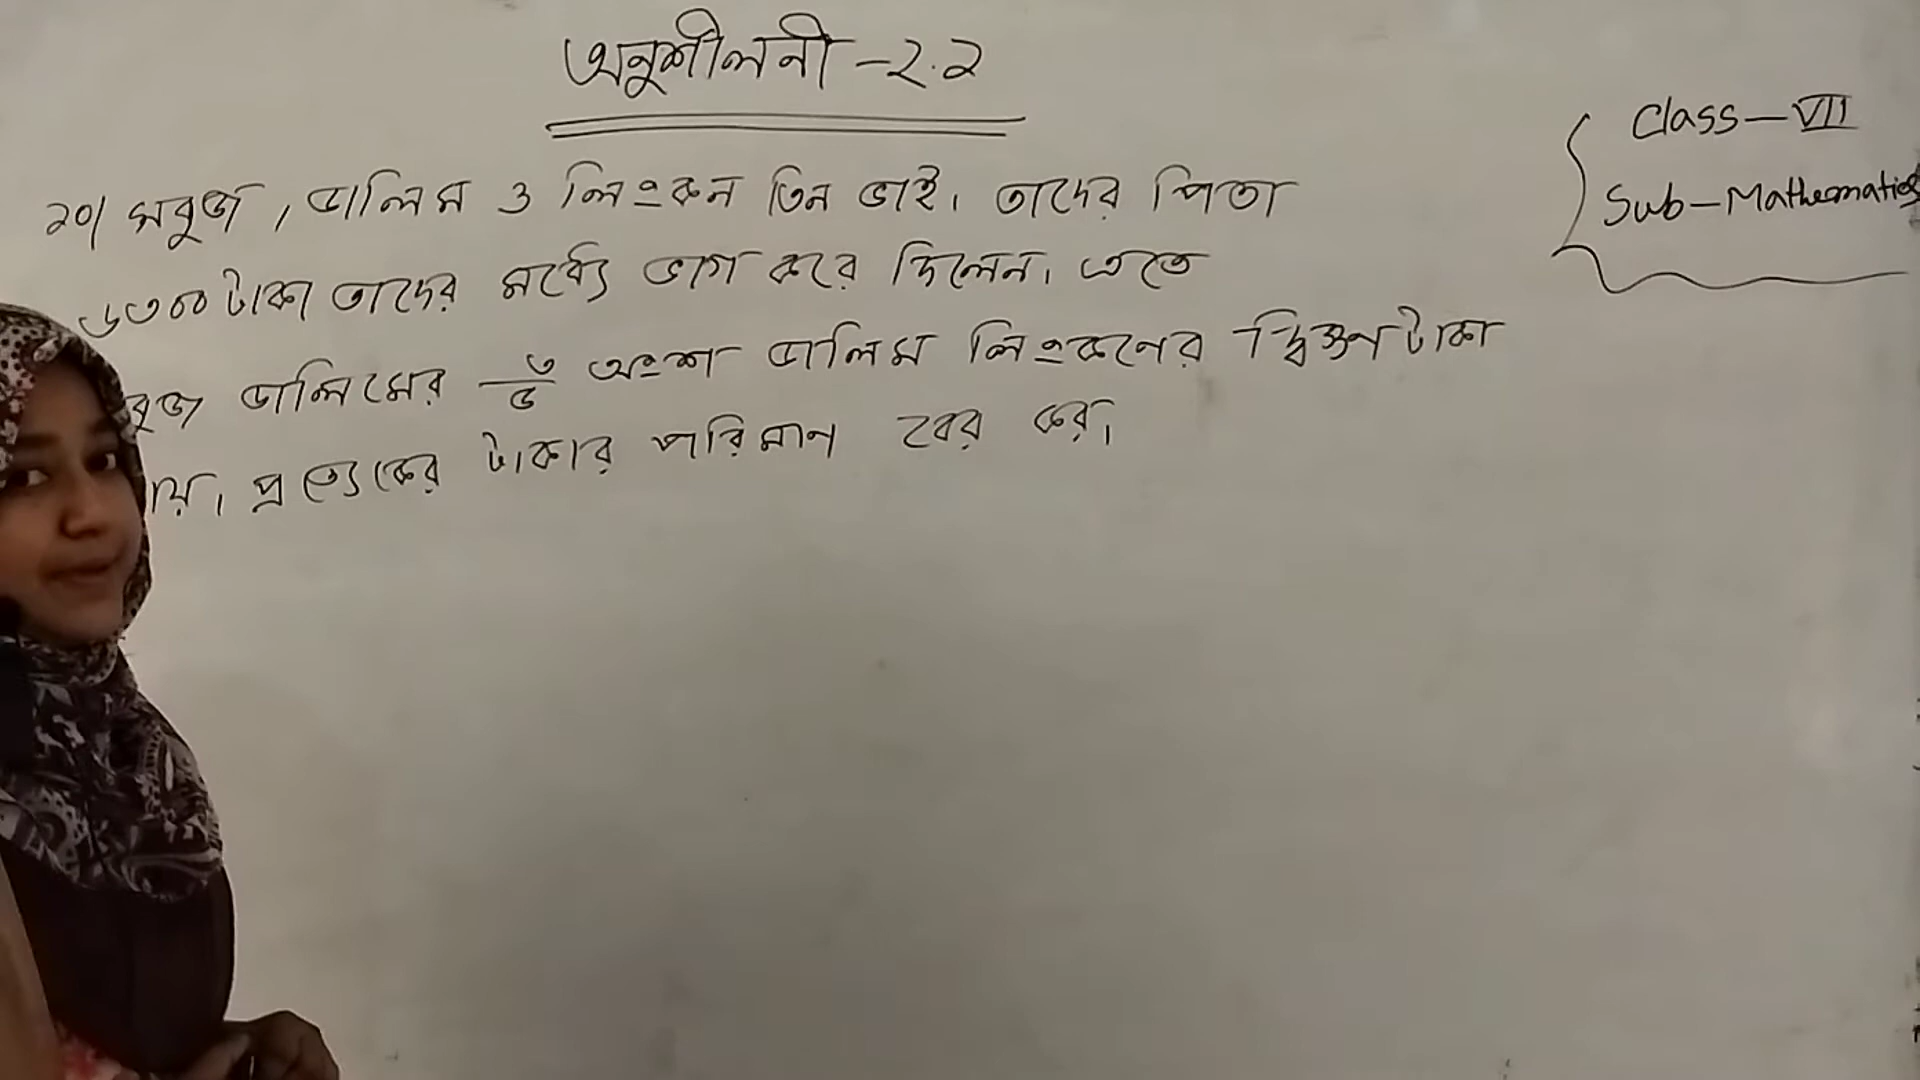 অনুশীলনী - ২.২
Class - VII
Sub - Mathematics
২০। সবুজ, ডালিম ও লিংকন তিন ভাই। তাদের পিতা
৬৩০০ টাকা তাদের মধ্যে ভাগ করে দিলেন। এতে
বুজ ডালিমের ৩/৫ অংশ ডালিম লিংকনের দ্বিগুণ টাকা
ায়। প্রত্যেকের টাকার পরিমান বের কর।